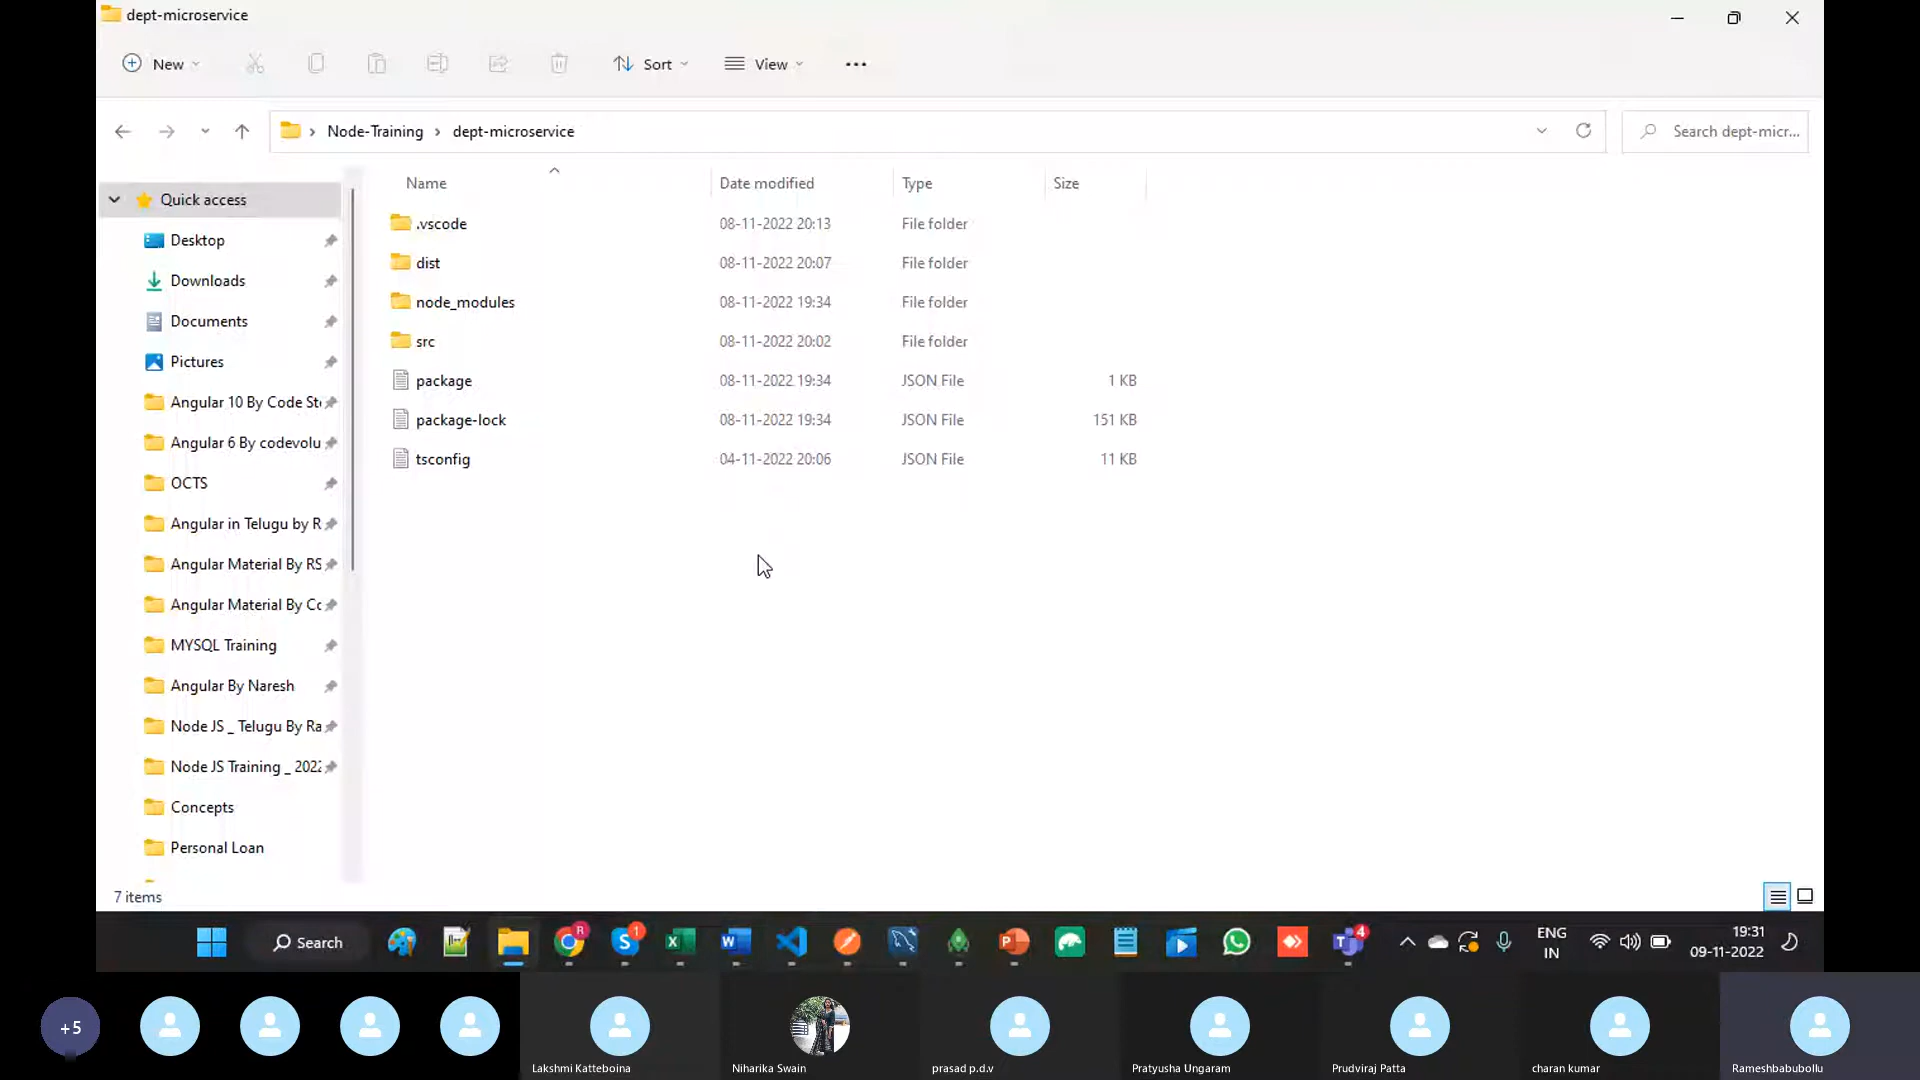 dept-microservice
New
Sort
View
Node-Training
dept-microservice
Search dept-micr...
Name
Date modified
Type
Size
Quick access
Desktop
Downloads
Documents
Pictures
Angular 10 By Code St
Angular 6 By codevolu
OCTS
Angular in Telugu by R
Angular Material By RS
Angular Material By Cc
MYSQL Training
Angular By Naresh
Node JS _ Telugu By Ra
Node JS Training _ 2022
Concepts
Personal Loan
.vscode 08-11-2022 20:13 File folder
dist 08-11-2022 20:07 File folder
node_modules 08-11-2022 19:34 File folder
src 08-11-2022 20:02 File folder
package 08-11-2022 19:34 JSON File 1 KB
package-lock 08-11-2022 19:34 JSON File 151 KB
tsconfig 04-11-2022 20:06 JSON File 11 KB
7 items
Search
R
1
4
ENG
IN
19:31
09-11-2022
+5
Lakshmi Katteboina
Niharika Swain
prasad p.d.v
Pratyusha Ungaram
Prudviraj Patta
charan kumar
Rameshbabubollu